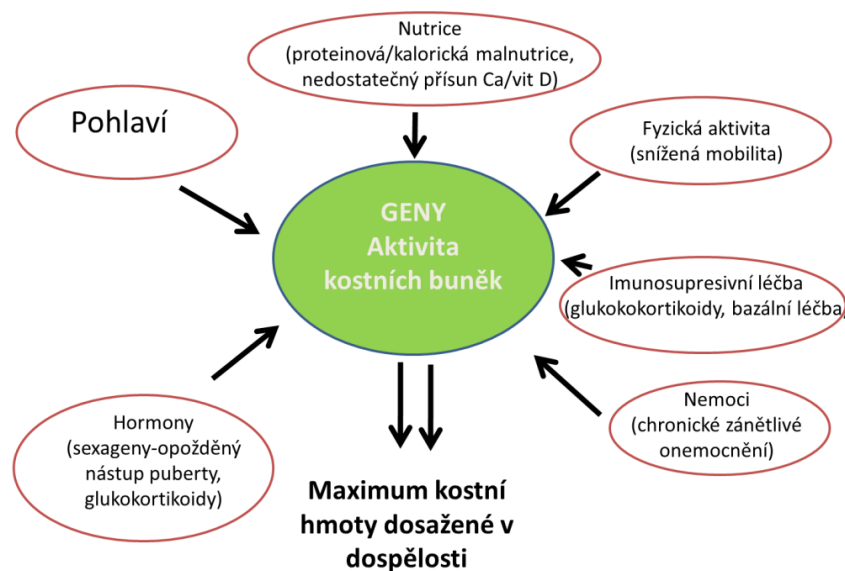 Nutrice
(proteinová/kalorická malnutrice,
nedostatečný přísun Ca/vit D)
Pohlaví
Fyzická aktivita
(snížená mobilita)
GENY
Aktivita
kostních buněk
Imunosupresivní léčba
(glukokokortikoidy, bazální léčba)
Nemoci
(chronické zánětlivé
onemocnění)
Hormony
(sexageny-opožděný
nástup puberty,
glukokortikoidy)
Maximum kostní
hmoty dosažené v
dospělosti